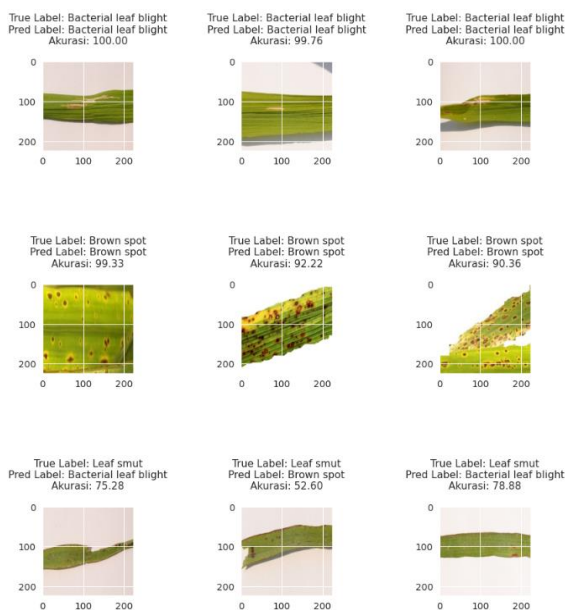 True Label: Bacterial leaf blight
Pred Label: Bacterial leaf blight
Akurasi: 100.00
True Label: Bacterial leaf blight
Pred Label: Bacterial leaf blight
Akurasi: 99.76
True Label: Bacterial leaf blight
Pred Label: Bacterial leaf blight
Akurasi: 100.00
0
100
200
0 100 200
0
100
200
0 100 200
0
100
200
0 100 200
True Label: Brown spot
Pred Label: Brown spot
Akurasi: 99.33
True Label: Brown spot
Pred Label: Brown spot
Akurasi: 92.22
True Label: Brown spot
Pred Label: Brown spot
Akurasi: 90.36
0
100
200
0 100 200
0
100
200
0 100 200
0
100
200
0 100 200
True Label: Leaf smut
Pred Label: Bacterial leaf blight
Akurasi: 75.28
True Label: Leaf smut
Pred Label: Brown spot
Akurasi: 52.60
True Label: Leaf smut
Pred Label: Bacterial leaf blight
Akurasi: 78.88
0
100
200
0 100 200
0
100
200
0 100 200
0
100
200
0 100 200